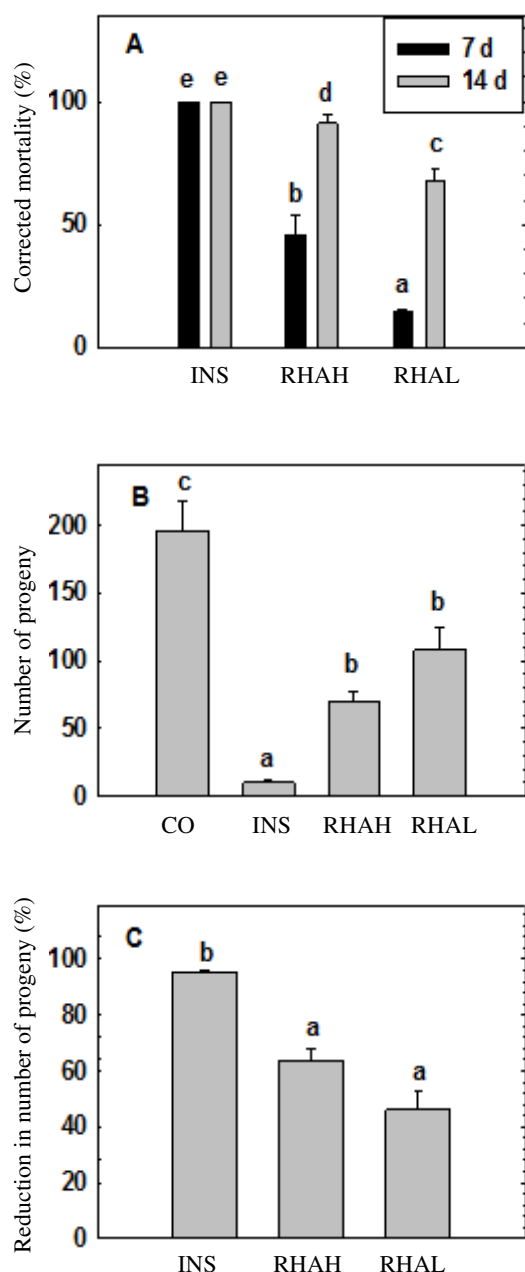 A
7 d
14 d
Corrected mortality (%)
100
50
0
e
e
b
d
a
c
INS
RHAH
RHAL
B
Number of progeny
200
150
100
50
0
c
a
b
b
CO
INS
RHAH
RHAL
C
Reduction in number of progeny (%)
100
80
60
40
20
0
b
a
a
INS
RHAH
RHAL